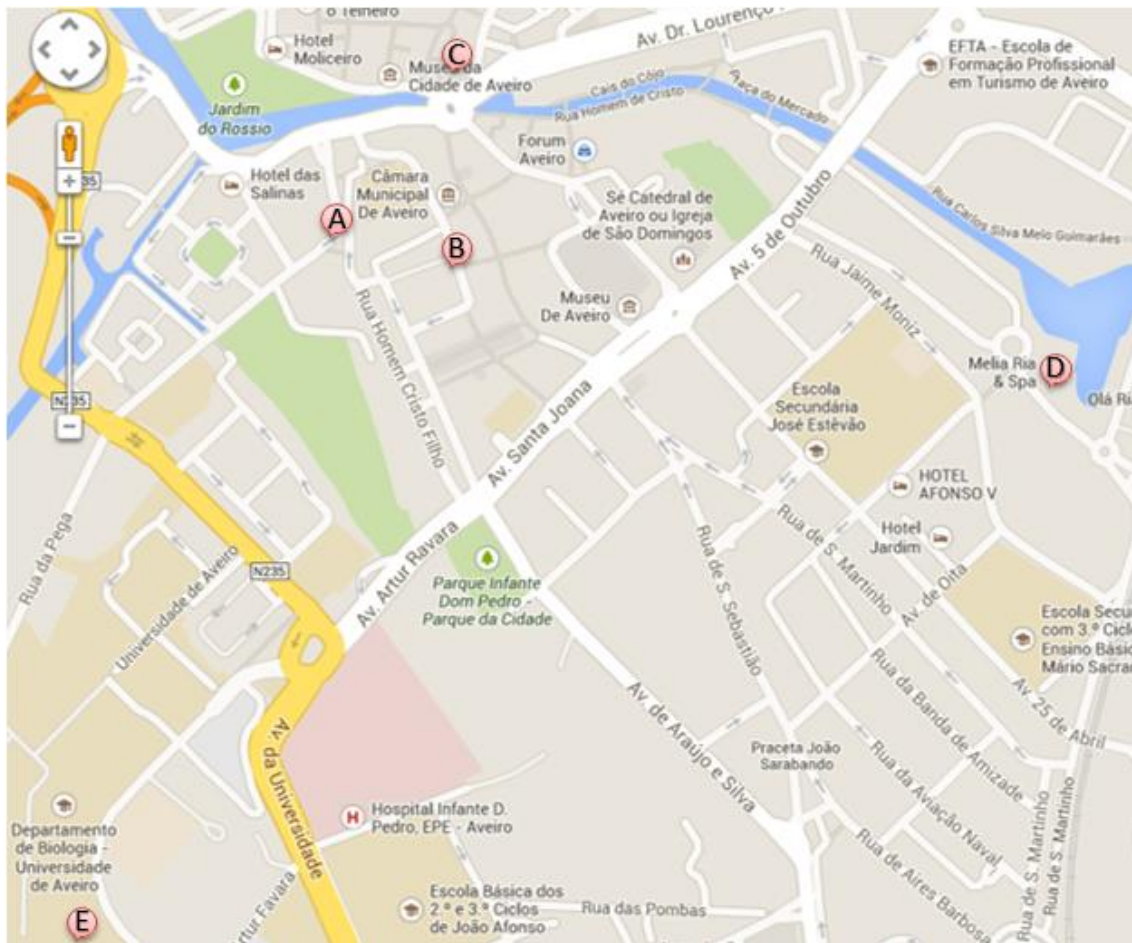 o Telheiro
Hotel
Moliceiro
C
Museu da
Cidade de Aveiro
Av. Dr. Lourenço
EFTA - Escola de
Formação Profissional
em Turismo de Aveiro
Jardim
do Rossio
Cais do Côjo
Rua Homem de Cristo
Praça do Mercado
Forum
Aveiro
+
235
Hotel das
Salinas
Câmara
Municipal
De Aveiro
A
B
Sé Catedral de
Aveiro ou Igreja
de São Domingos
Av. 5 de Outubro
Rua Carlos Silva Melo Guimarães
Rua Jaime Moniz
Museu
De Aveiro
Rua Homem Cristo Filho
Melia Ria
& Spa
D
Olá Ri
N235
Escola
Secundária
José Estêvão
Av. Santa Joana
HOTEL
AFONSO V
Hotel
Jardim
Rua da Pega
Universidade de Aveiro
N235
Av. Artur Ravara
Parque Infante
Dom Pedro -
Parque da Cidade
Rua de S. Sebastião
Rua de S. Martinho
Av. de Oita
Escola Secu
com 3.º Ciclo
Ensino Básic
Mário Sacra
Av. da Universidade
Av. de Araújo e Silva
Rua da Banda de Amizade
Av. 25 de Abril
Praceta João
Sarabando
Rua da Aviação Naval
Departamento
de Biologia -
Universidade
de Aveiro
H
Hospital Infante D.
Pedro, EPE - Aveiro
Rua de S. Martinho
Rua de S. Martinho
Rua de Aires Barbosa
E
Artur Favara
Escola Básica dos
2.º e 3.º Ciclos
de João Afonso
Rua das Pombas